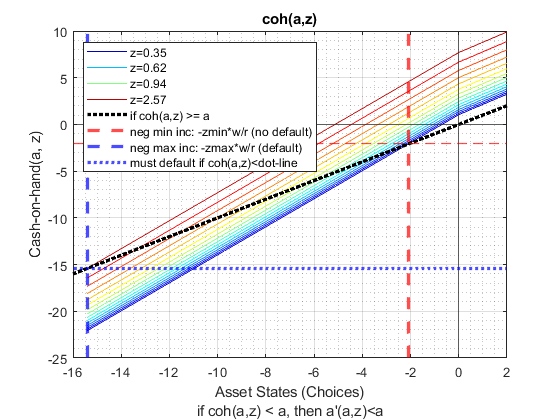 coh(a,z)
z=0.35
z=0.62
z=0.94
z=2.57
if coh(a,z) >= a
neg min inc: -zmin*w/r (no default)
neg max inc: -zmax*w/r (default)
must default if coh(a,z)<dot-line
Cash-on-hand(a, z)
10
5
0
-5
-10
-15
-20
-25
-16 -14 -12 -10 -8 -6 -4 -2 0 2
Asset States (Choices)
if coh(a,z) < a, then a'(a,z)<a